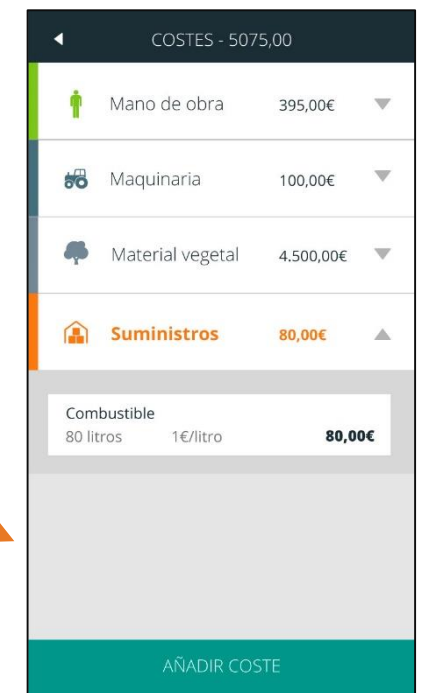 COSTES - 5075,00
Mano de obra 395,00€
Maquinaria 100,00€
Material vegetal 4.500,00€
Suministros 80,00€
Combustible
80 litros 1€/litro 80,00€
AÑADIR COSTE